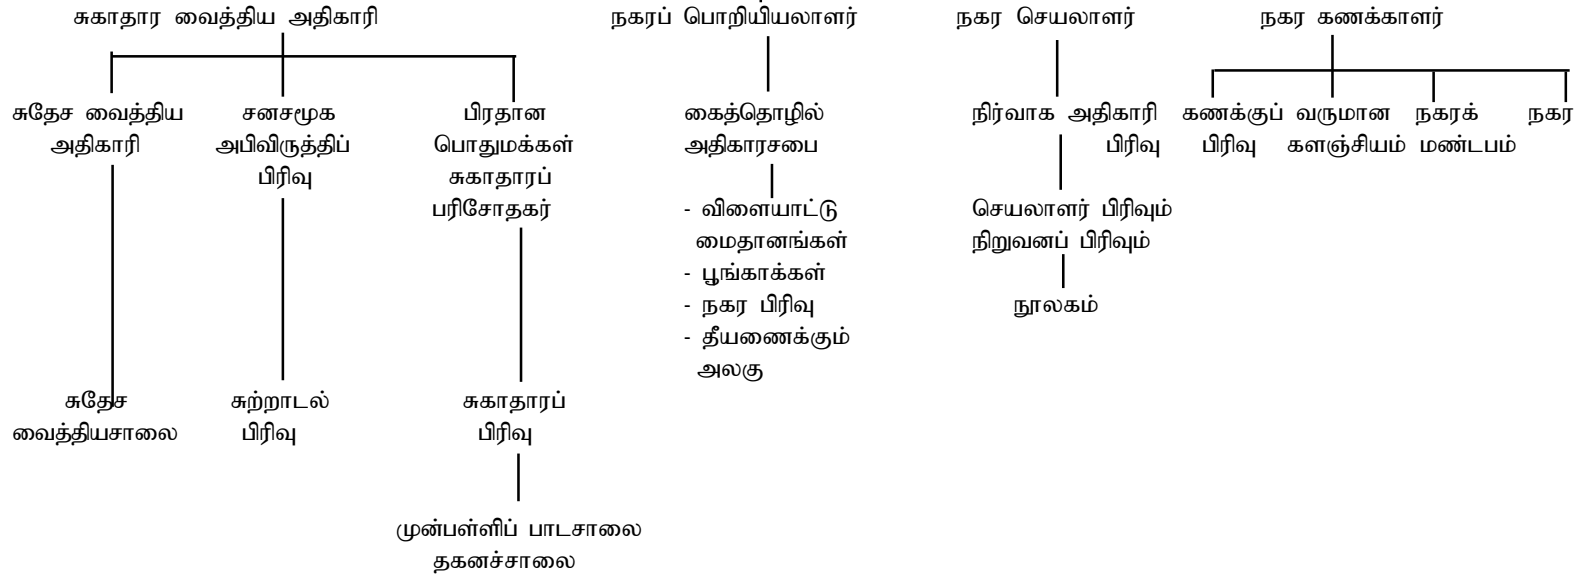 சுகாதார வைத்திய அதிகாரி
நகரப் பொறியியலாளர்
நகர செயலாளர்
நகர கணக்காளர்
சுதேச வைத்திய
அதிகாரி
சனசமூக
அபிவிருத்திப்
பிரிவு
பிரதான
பொதுமக்கள்
சுகாதாரப்
பரிசோதகர்
கைத்தொழில்
அதிகாரசபை
நிர்வாக அதிகாரி
பிரிவு
கணக்குப்
பிரிவு
வருமான
களஞ்சியம்
நகரக்
மண்டபம்
நகர
- விளையாட்டு
மைதானங்கள்
- பூங்காக்கள்
- நகர பிரிவு
- தீயணைக்கும்
அலகு
செயலாளர் பிரிவும்
நிறுவனப் பிரிவும்
நூலகம்
சுதேச
வைத்தியசாலை
சுற்றாடல்
பிரிவு
சுகாதாரப்
பிரிவு
முன்பள்ளிப் பாடசாலை
தகனச்சாலை